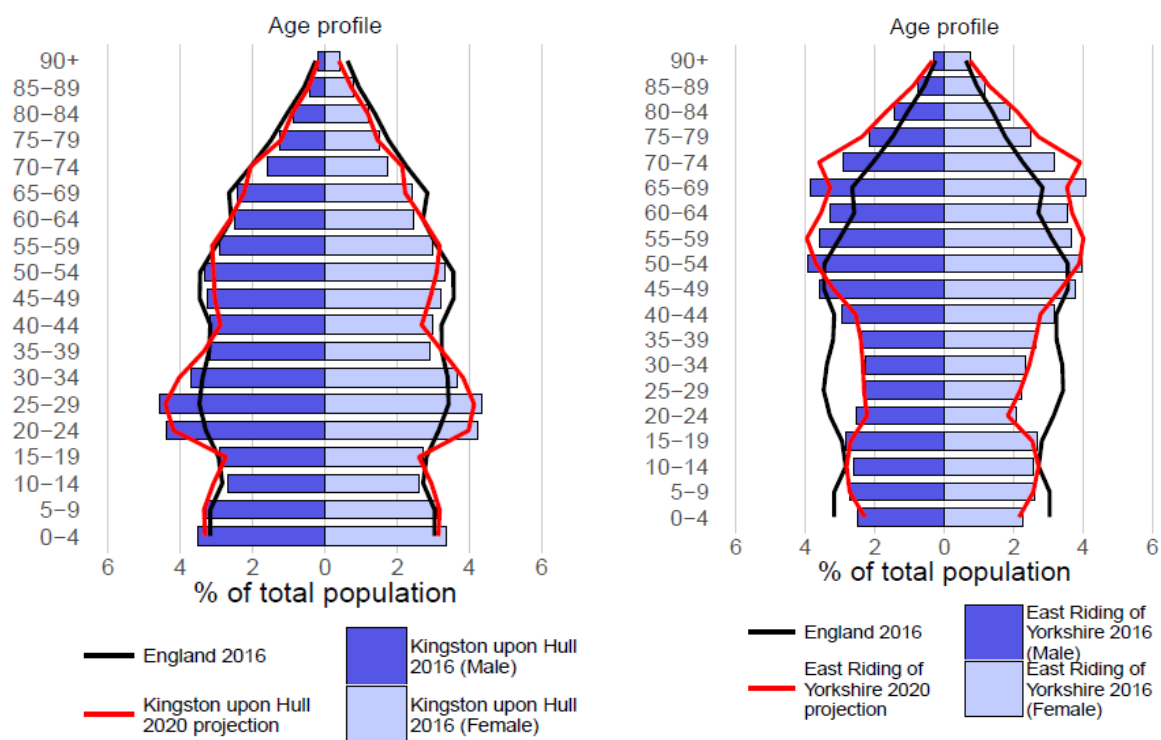 Age profile
90+
85−89
80−84
75−79
70−74
65−69
60−64
55−59
50−54
45−49
40−44
35−39
30−34
25−29
20−24
15−19
10−14
5−9
0−4
6 4 2 0 2 4 6
% of total population
England 2016
Kingston upon Hull
2020 projection
Kingston upon Hull
2016 (Male)
Kingston upon Hull
2016 (Female)
Age profile
90+
85−89
80−84
75−79
70−74
65−69
60−64
55−59
50−54
45−49
40−44
35−39
30−34
25−29
20−24
15−19
10−14
5−9
0−4
6 4 2 0 2 4 6
% of total population
England 2016
East Riding of
Yorkshire 2020
projection
East Riding of
Yorkshire 2016
(Male)
East Riding of
Yorkshire 2016
(Female)